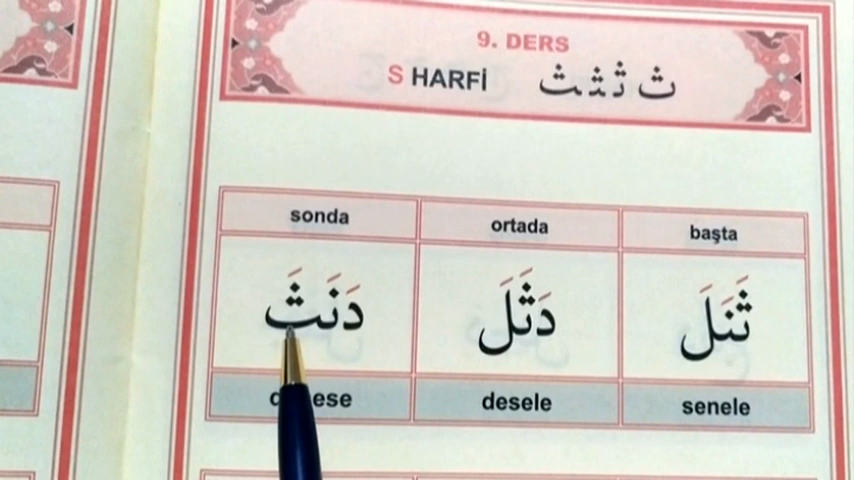 9. DERS
S HARFİ ث ثـ ـثـ ـث
sonda ortada başta
دَنَثَ دَثَلَ ثَنَلَ
desele senele